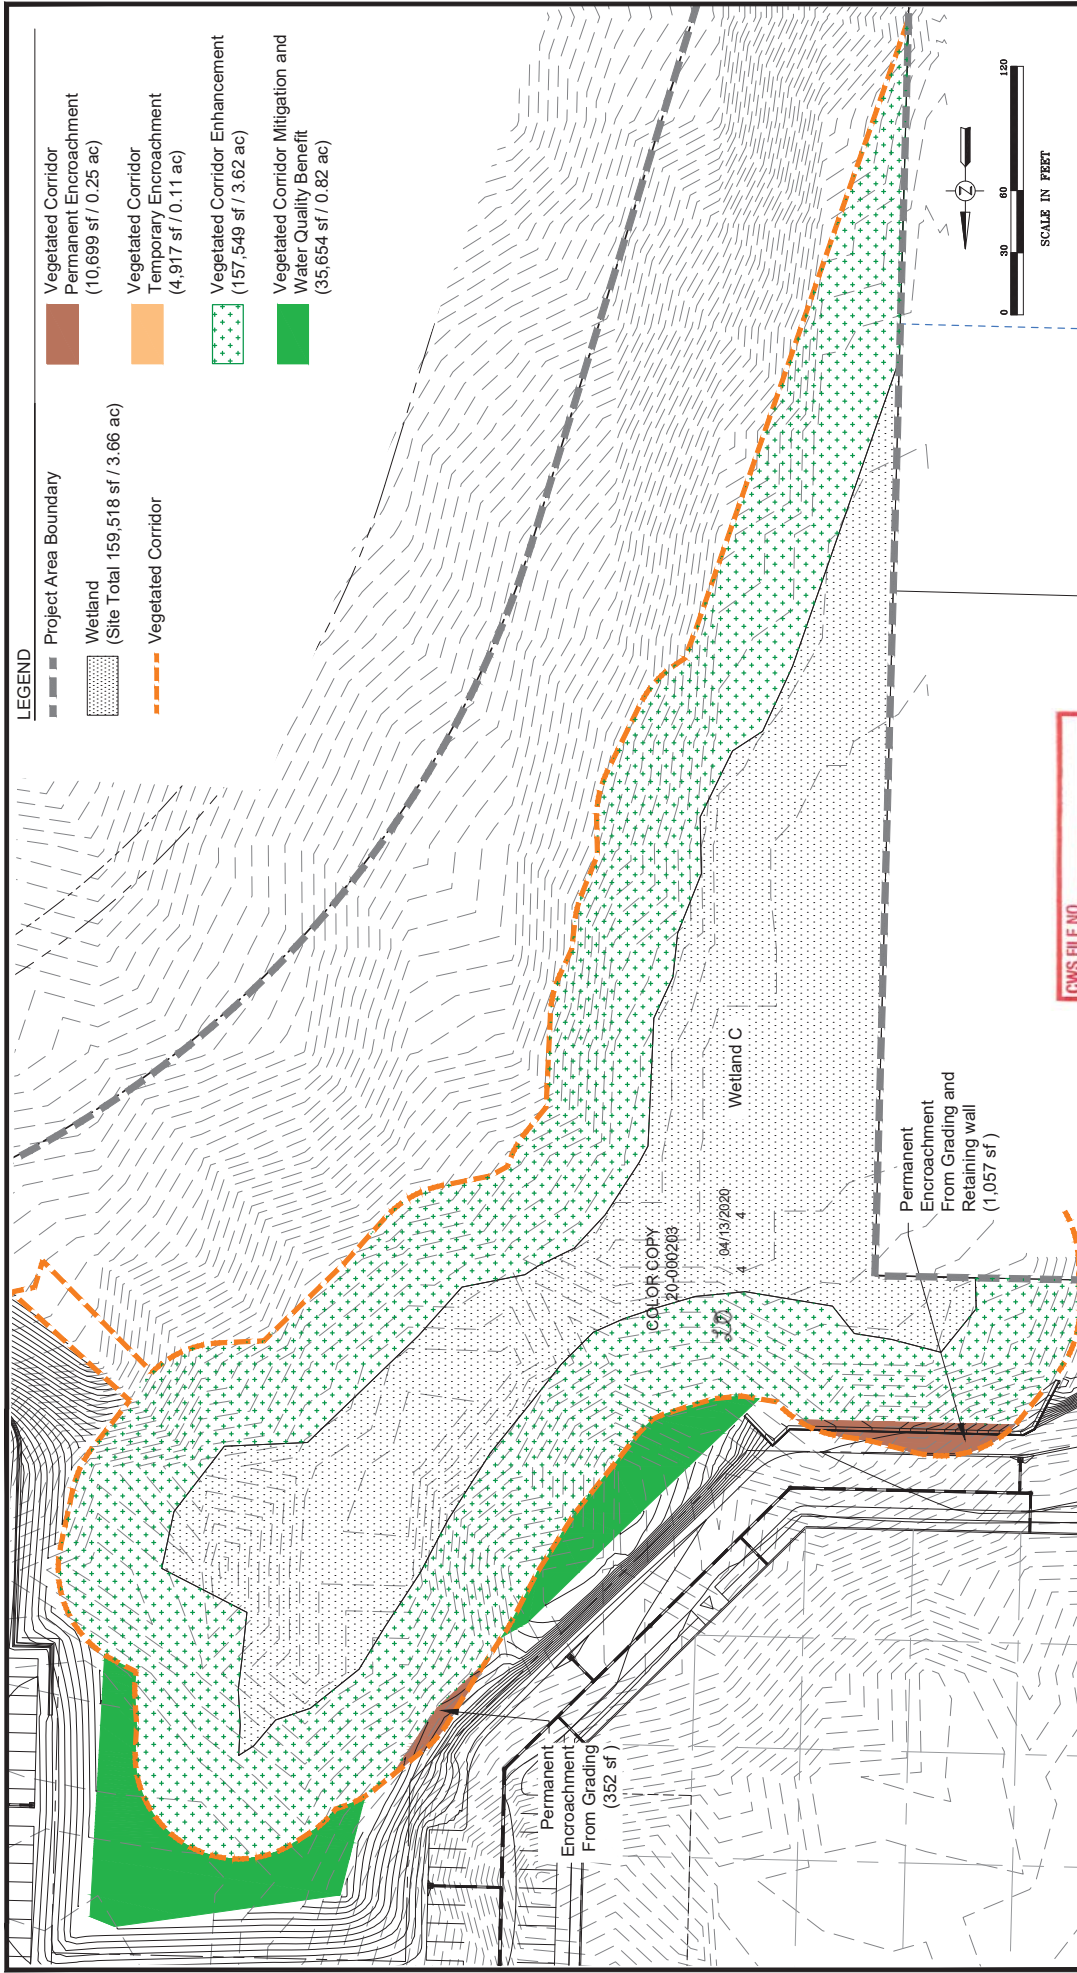 LEGEND
Project Area Boundary
Wetland
(Site Total 159,518 sf / 3.66 ac)
Vegetated Corridor
Vegetated Corridor
Permanent Encroachment
(10,699 sf / 0.25 ac)
Vegetated Corridor
Temporary Encroachment
(4,917 sf / 0.11 ac)
Vegetated Corridor Enhancement
(157,549 sf / 3.62 ac)
Vegetated Corridor Mitigation and
Water Quality Benefit
(35,654 sf / 0.82 ac)
Permanent
Encroachment
From Grading
(352 sf )
COLOR COPY
20-000203
04/13/2020
4
4
Wetland C
Permanent
Encroachment
From Grading and
Retaining wall
(1,057 sf )
Z
0
30
60
120
SCALE IN FEET
CWS FILE NO